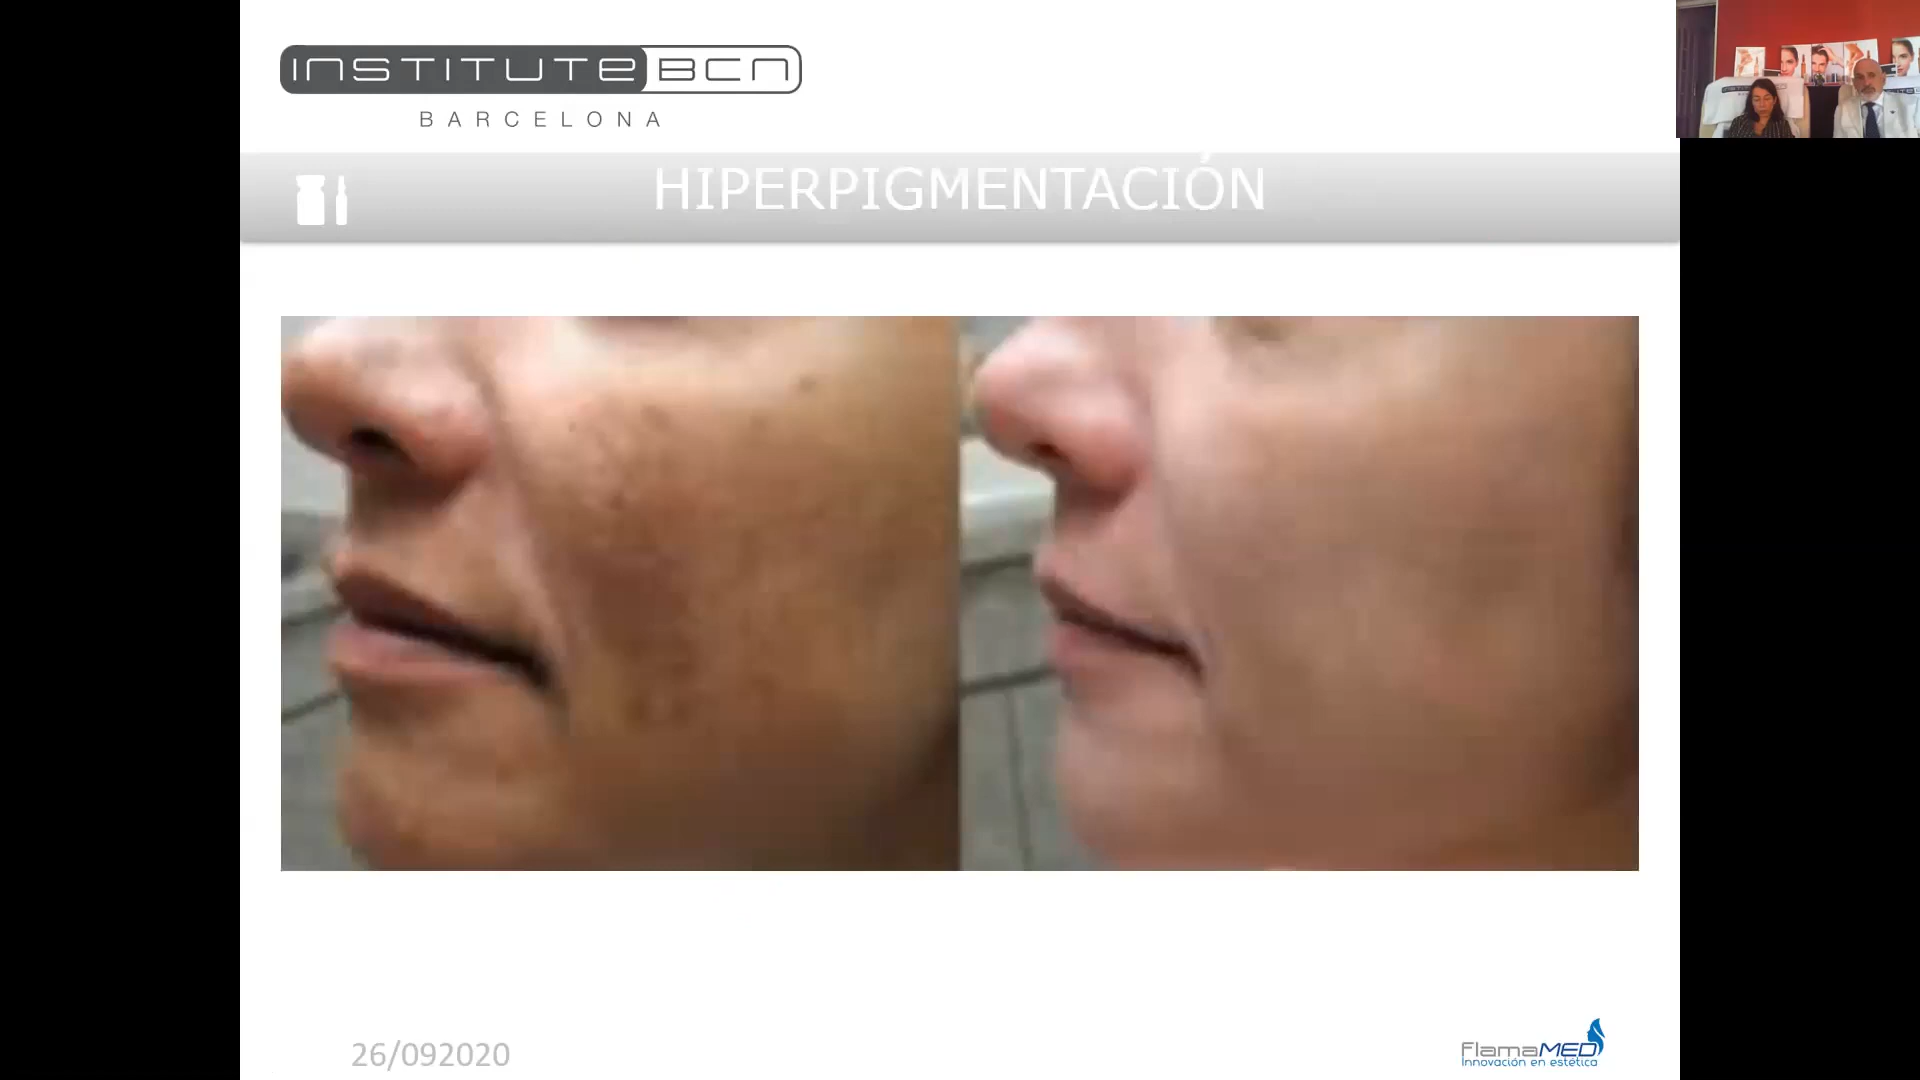 INSTITUTE BCN
BARCELONA
HIPERPIGMENTACIÓN
26/092020
FlamaMED
Innovación en estética